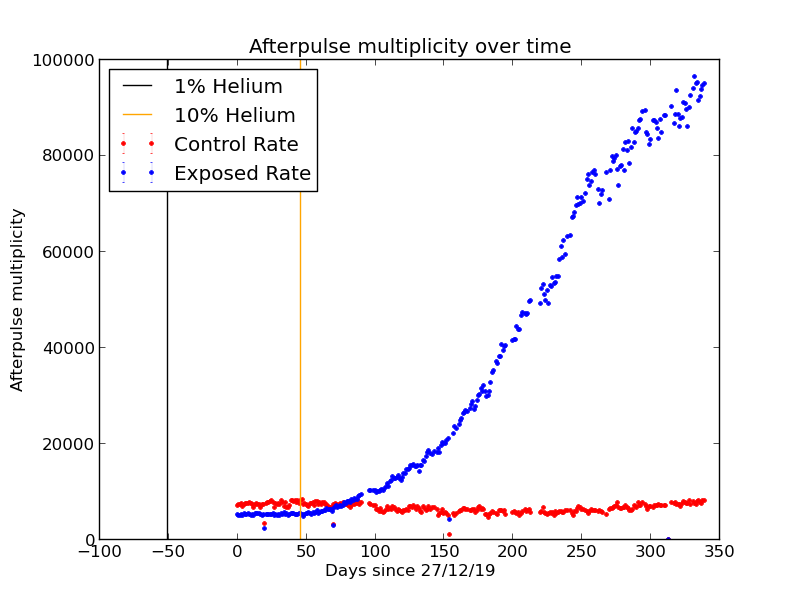 Afterpulse multiplicity over time
1% Helium
10% Helium
Control Rate
Exposed Rate
Afterpulse multiplicity
100000
80000
60000
40000
20000
0
−100 −50 0 50 100 150 200 250 300 350
Days since 27/12/19